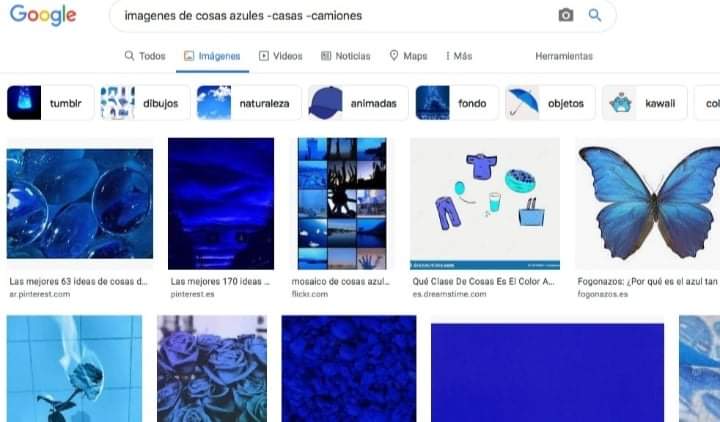 Google
imagenes de cosas azules -casas -camiones
Todos
Imágenes
Videos
Noticias
Maps
Más
Herramientas
tumblr
dibujos
naturaleza
animadas
fondo
objetos
kawaii
col
Las mejores 63 ideas de cosas d...
ar.pinterest.com
Las mejores 170 ideas ...
pinterest.es
mosaico de cosas azul...
flickr.com
Qué Clase De Cosas Es El Color A...
es.dreamstime.com
Fogonazos: ¿Por qué es el azul tan
fogonazos.es